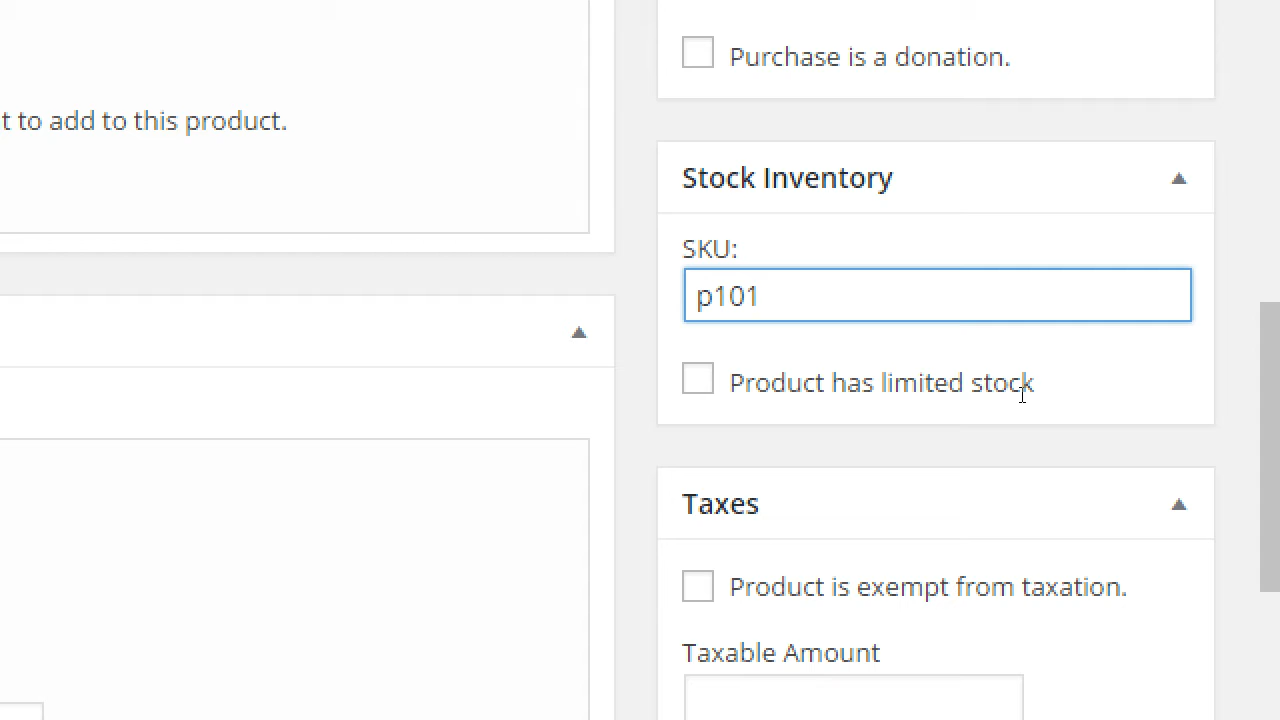 Purchase is a donation.
t to add to this product.
Stock Inventory
SKU:
p101
Product has limited stock
Taxes
Product is exempt from taxation.
Taxable Amount